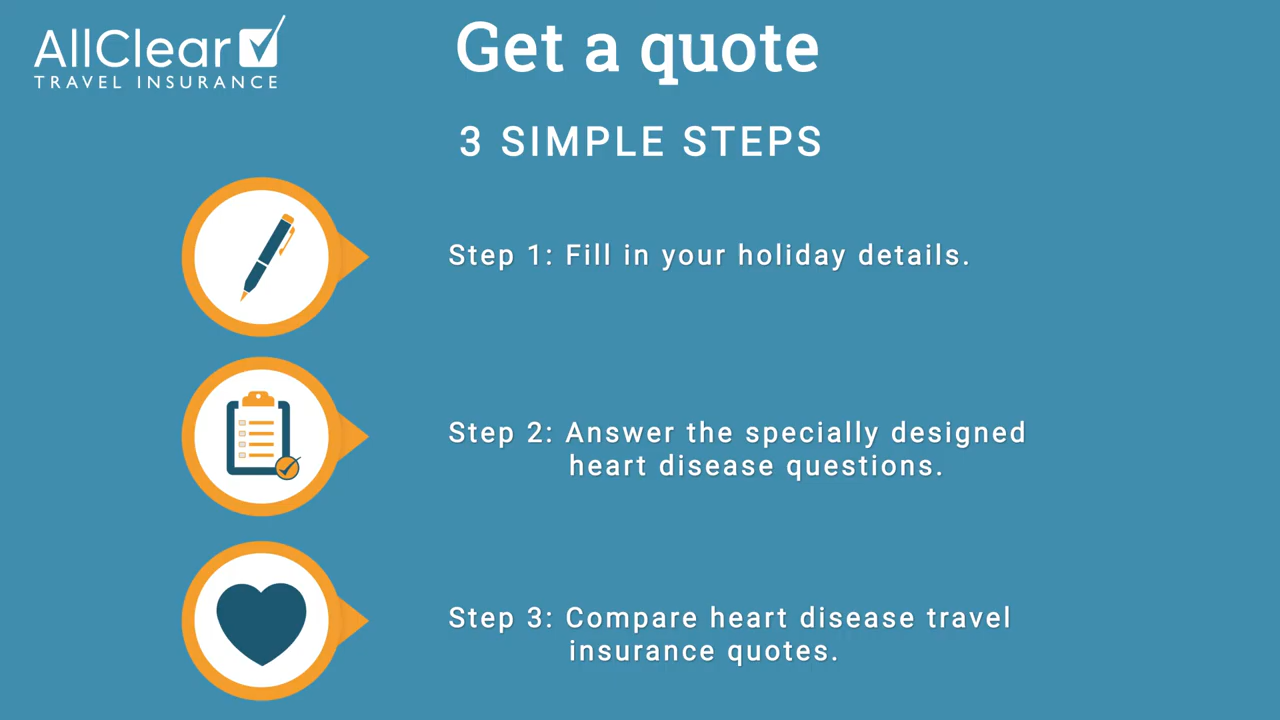 AllClear
TRAVEL INSURANCE
Get a quote
3 SIMPLE STEPS
Step 1: Fill in your holiday details.
Step 2: Answer the specially designed
heart disease questions.
Step 3: Compare heart disease travel
insurance quotes.